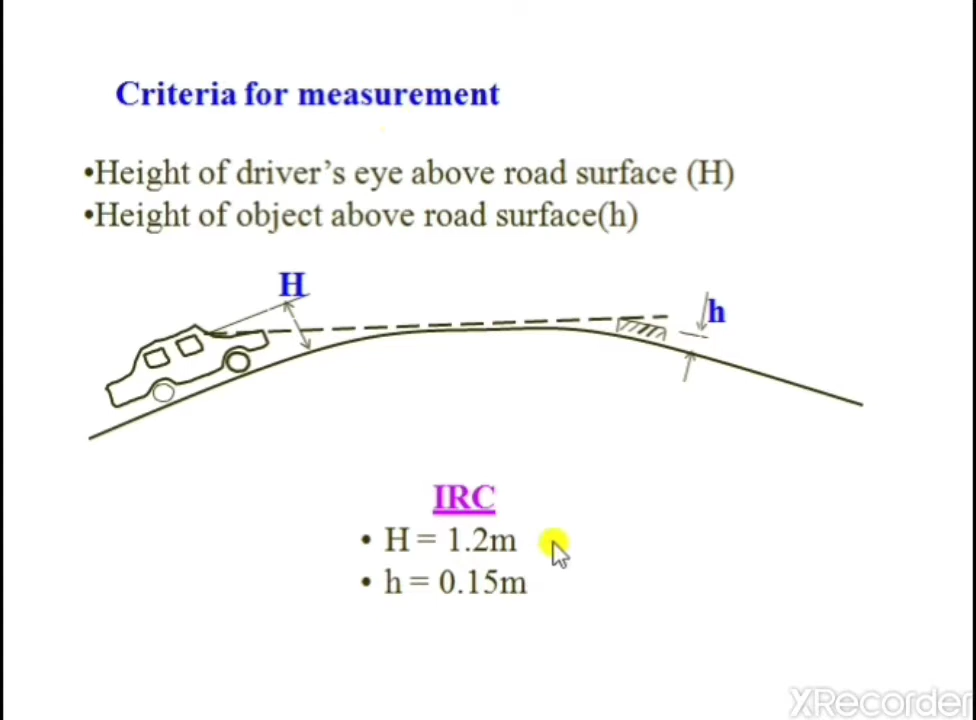 Criteria for measurement
•Height of driver’s eye above road surface (H)
•Height of object above road surface(h)
H
h
IRC
• H = 1.2m
• h = 0.15m
XRecorder